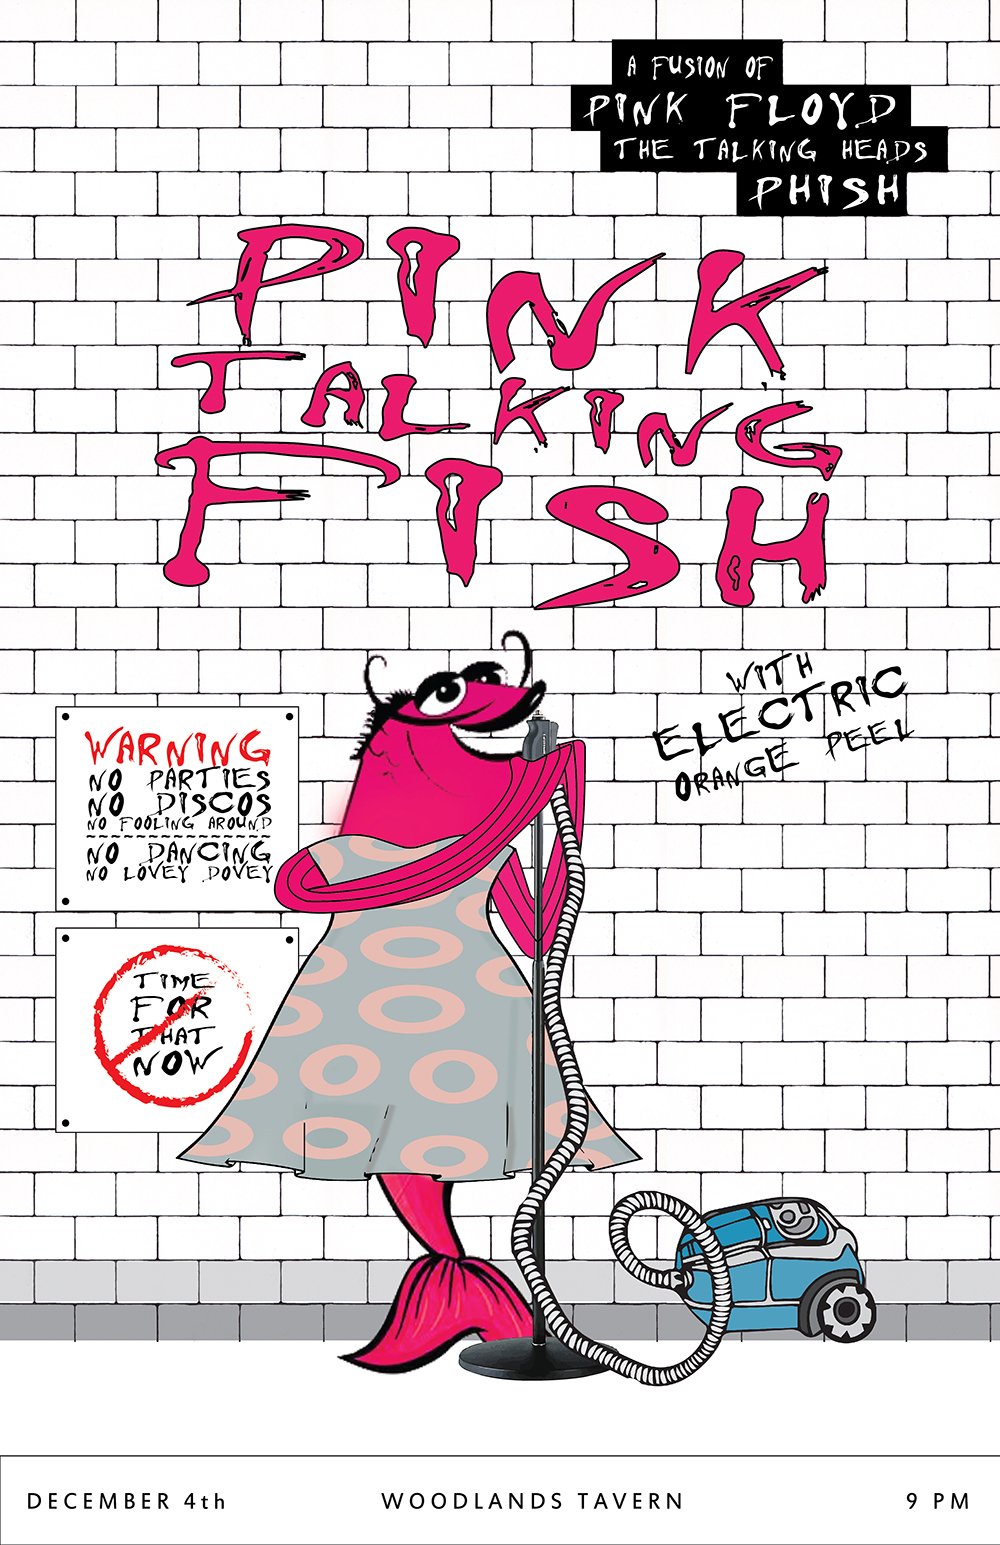 A FUSION OF
PINK FLOYD
THE TALKING HEADS
PHISH
PINK
TALKING
FISH
WITH
ELECTRIC
ORANGE PEEL
WARNING
NO PARTIES
NO DISCOS
NO FOOLING AROUND
~~~~~~~~~~~~~~~~
NO DANCING
NO LOVEY DOVEY
TIME
FOR
THAT
NOW
DECEMBER 4th WOODLANDS TAVERN 9 PM